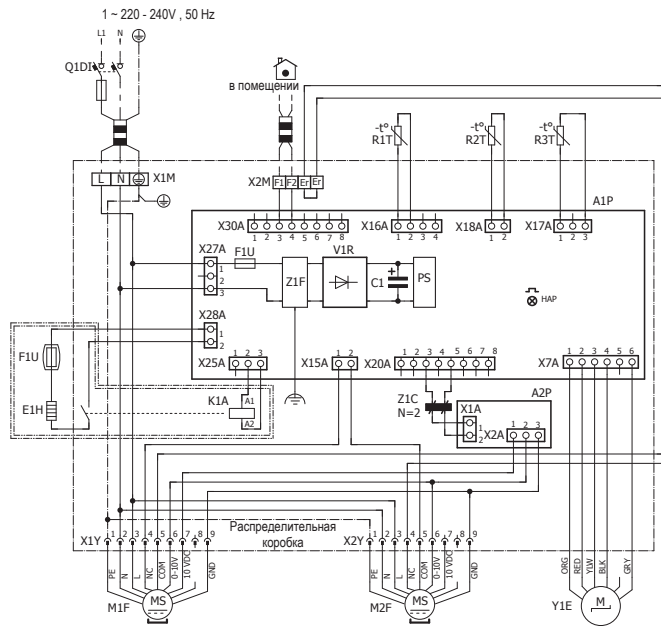 1 ~ 220 - 240V , 50 Hz
L1 N
Q1DI
в помещении
-t° -t° -t°
R1T R2T R3T
L N X1M
X2M F1 F2 Er Er
A1P
X30A X16A X18A X17A
1 2 3 4 5 6 7 8 1 2 3 4 1 2 1 2 3
X27A F1U V1R
1
2
3
Z1F C1 + PS
HAP
X28A
1
2
F1U
X25A 1 2 3 X15A 1 2 X20A 1 2 3 4 5 6 7 8 X7A 1 2 3 4 5 6
E1H K1A A1
A2
Z1C
N=2
A2P
X1A
1
2
X2A 1 2 3
Распределительная
коробка
X1Y 1 2 3 4 5 6 7 8 9 X2Y 1 2 3 4 5 6 7 8 9
PE N L NC COM 0-10V 10 VDC GND PE N L NC COM 0-10V 10 VDC GND ORG RED YLW BLK GRY
M1F MS M2F MS Y1E M